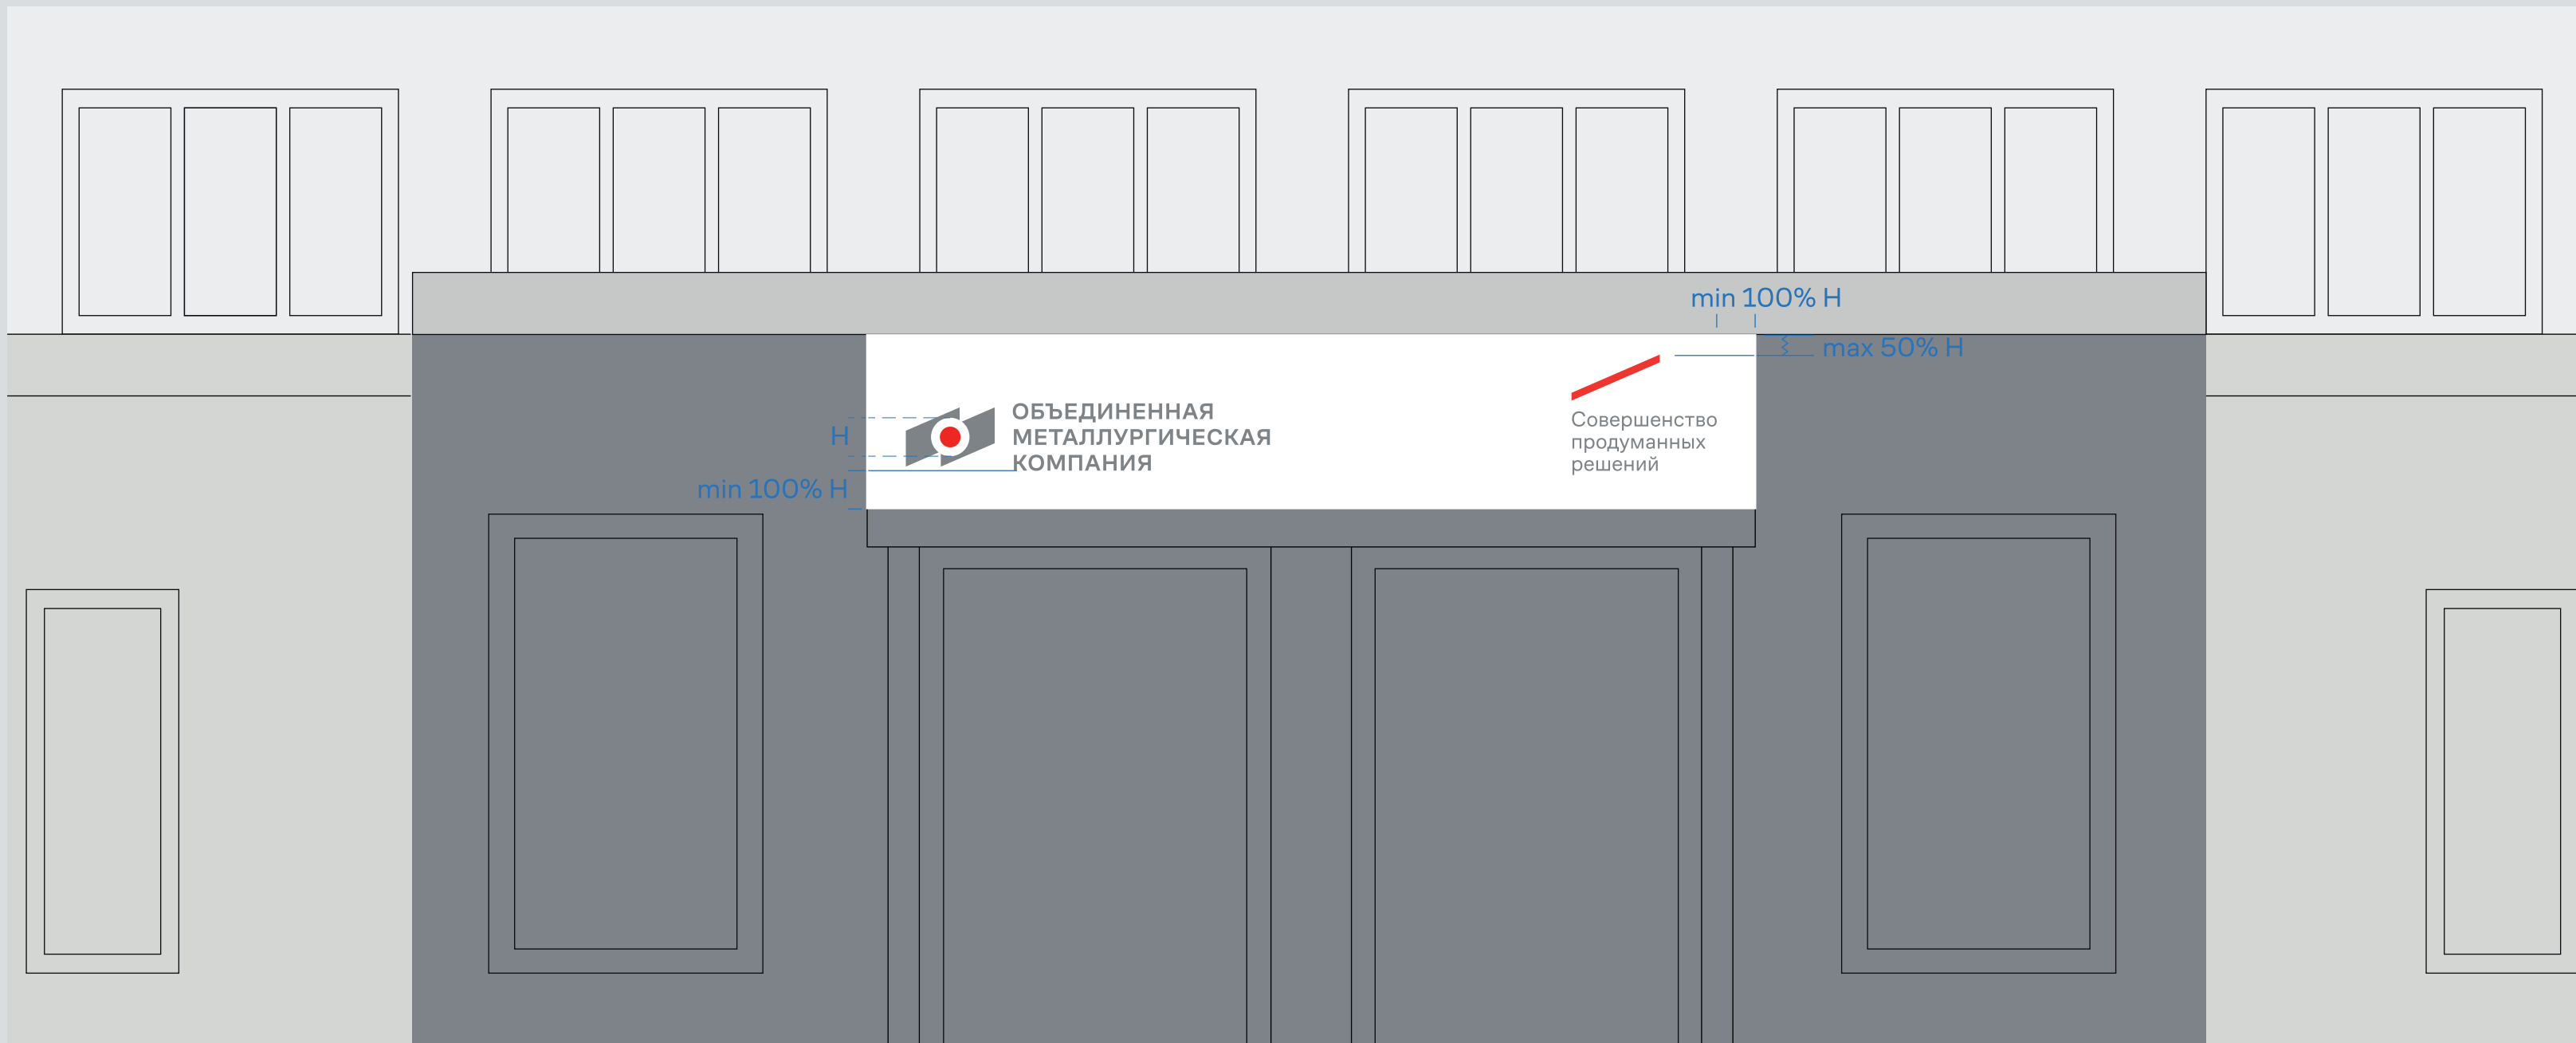 min 100% H
max 50% H
H
min 100% H
ОБЪЕДИНЕННАЯ
МЕТАЛЛУРГИЧЕСКАЯ
КОМПАНИЯ
Совершенство
продуманных
решений